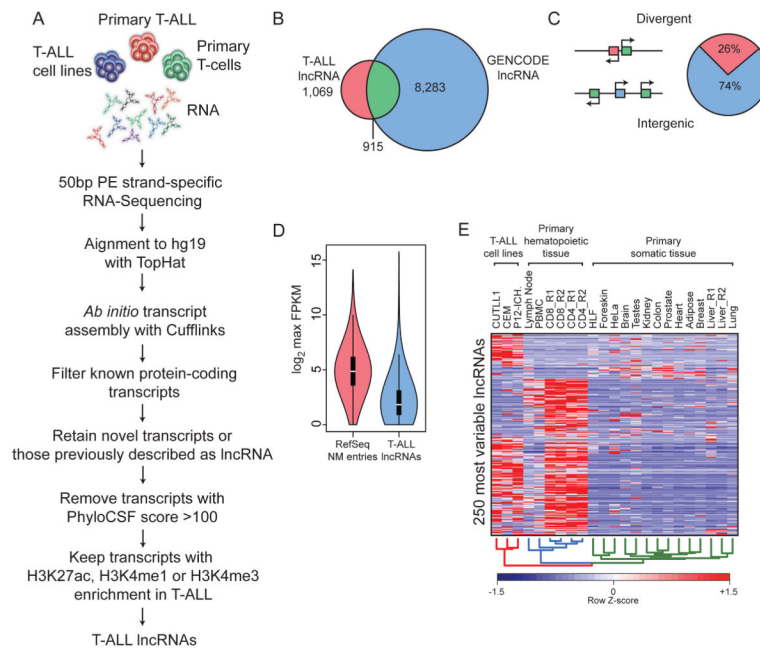 A
Primary T-ALL
T-ALL
cell lines
Primary
T-cells
RNA
50bp PE strand-specific
RNA-Sequencing
Aignment to hg19
with TopHat
Ab initio transcript
assembly with Cufflinks
Filter known protein-coding
transcripts
Retain novel transcripts or
those previously described as lncRNA
Remove transcripts with
PhyloCSF score >100
Keep transcripts with
H3K27ac, H3K4me1 or H3K4me3
enrichment in T-ALL
T-ALL lncRNAs
B
T-ALL
lncRNA
1,069
8,283
GENCODE
lncRNA
915
C
Divergent
26%
74%
Intergenic
D
log2 max FPKM
15
10
5
0
RefSeq
NM entries
T-ALL
lncRNAs
E
T-ALL
cell lines
Primary
hematopoietic
tissue
Primary
somatic tissue
CUTLL1
CEM
P12-ICH.
Lymph Node
PBMC
CD8_R1
CD8_R2
CD4_R1
CD4_R2
HLF
Foreskin
HeLa
Brain
Testes
Kidney
Colon
Prostate
Heart
Adipose
Breast
Liver_R1
Liver_R2
Lung
250 most variable lncRNAs
-1.5
0
+1.5
Row Z-score